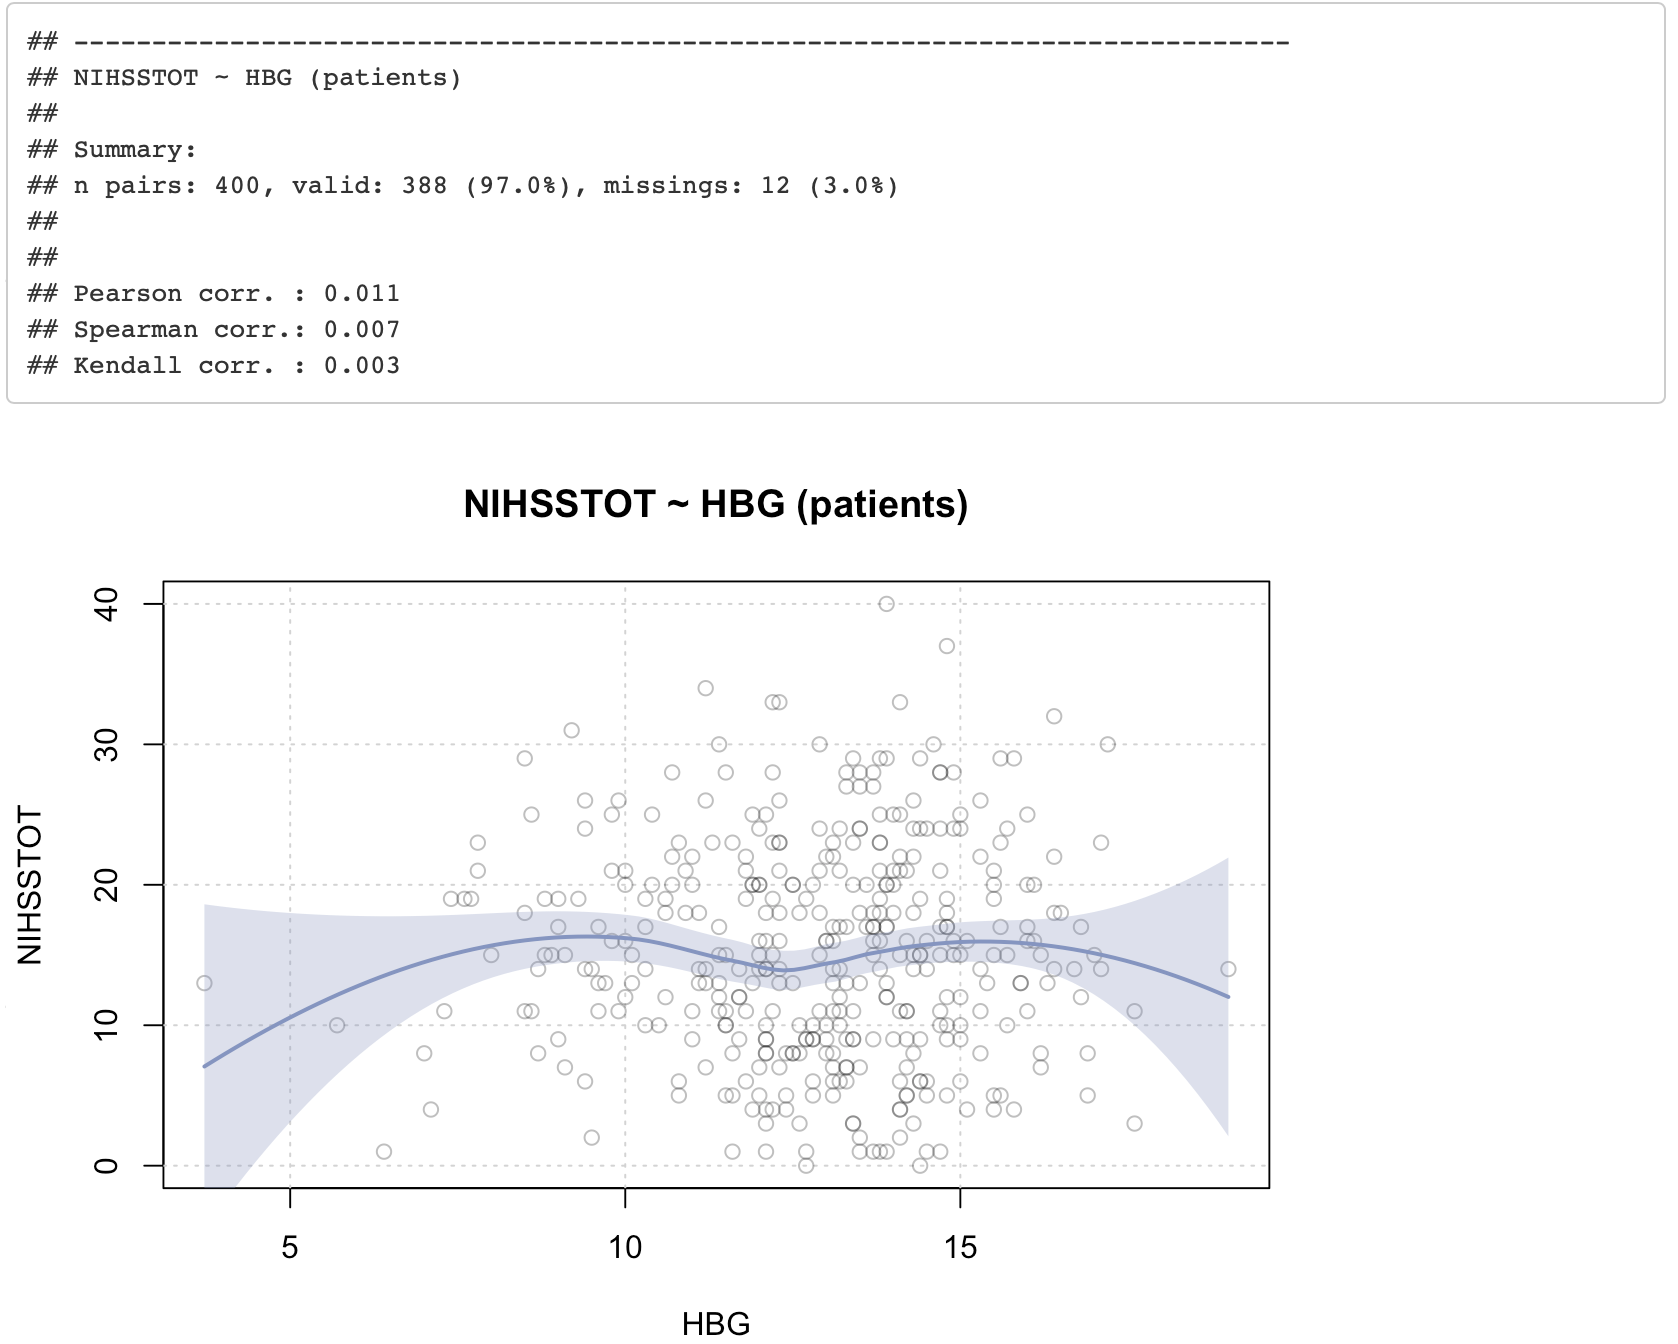 ## ------------------------------------------------------------------------------
## NIHSSTOT ~ HBG (patients)
##
## Summary:
## n pairs: 400, valid: 388 (97.0%), missings: 12 (3.0%)
##
##
## Pearson corr. : 0.011
## Spearman corr.: 0.007
## Kendall corr. : 0.003
NIHSSTOT ~ HBG (patients)
40
30
20
10
0
NIHSSTOT
5 10 15
HBG